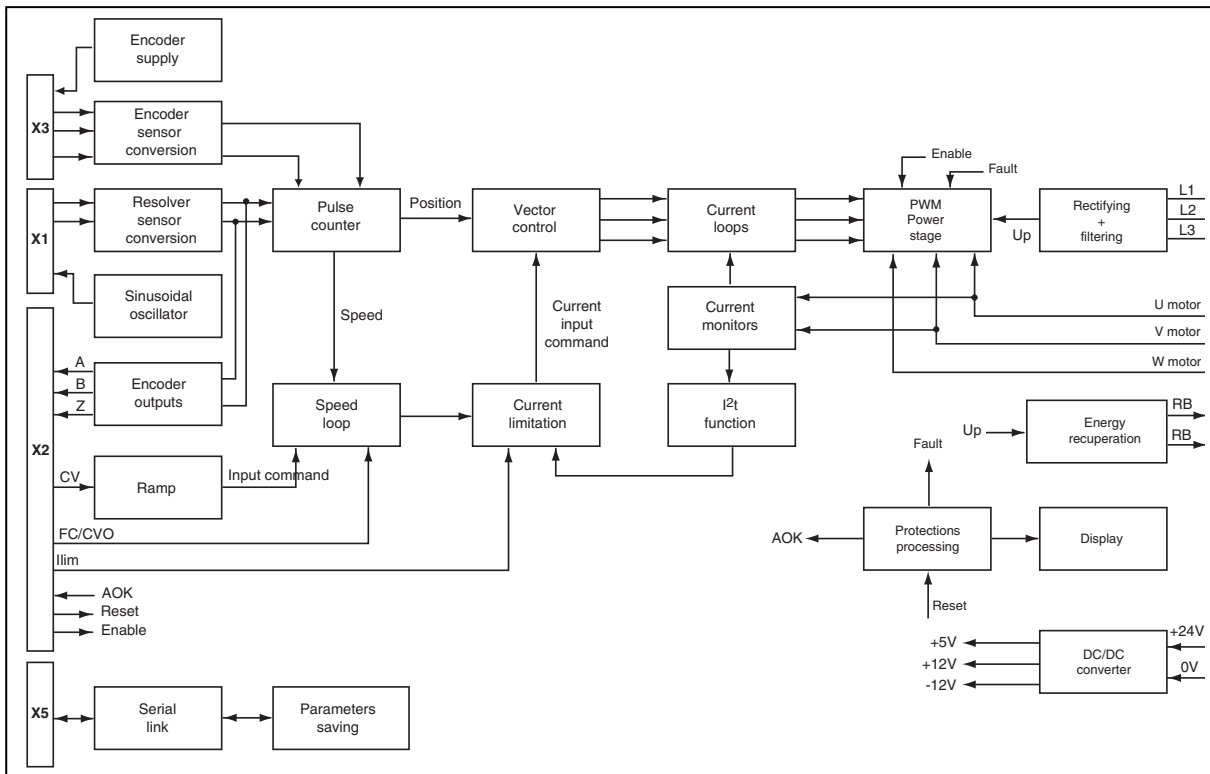 Encoder
supply
X3
Encoder
sensor
conversion
X1
Resolver
sensor
conversion
Pulse
counter
Position
Vector
control
Current
loops
Enable
Fault
PWM
Power
stage
Up
Rectifying
+
filtering
L1
L2
L3
Sinusoidal
oscillator
Speed
Current
input
command
Current
monitors
U motor
V motor
W motor
X2
A
B
Z
Encoder
outputs
Speed
loop
Current
limitation
I2t
function
Up
Energy
recuperation
RB
RB
CV
Ramp
Input command
FC/CVO
Ilim
AOK
Reset
Enable
Fault
AOK
Protections
processing
Display
Reset
+5V
+12V
-12V
DC/DC
converter
+24V
0V
X5
Serial
link
Parameters
saving